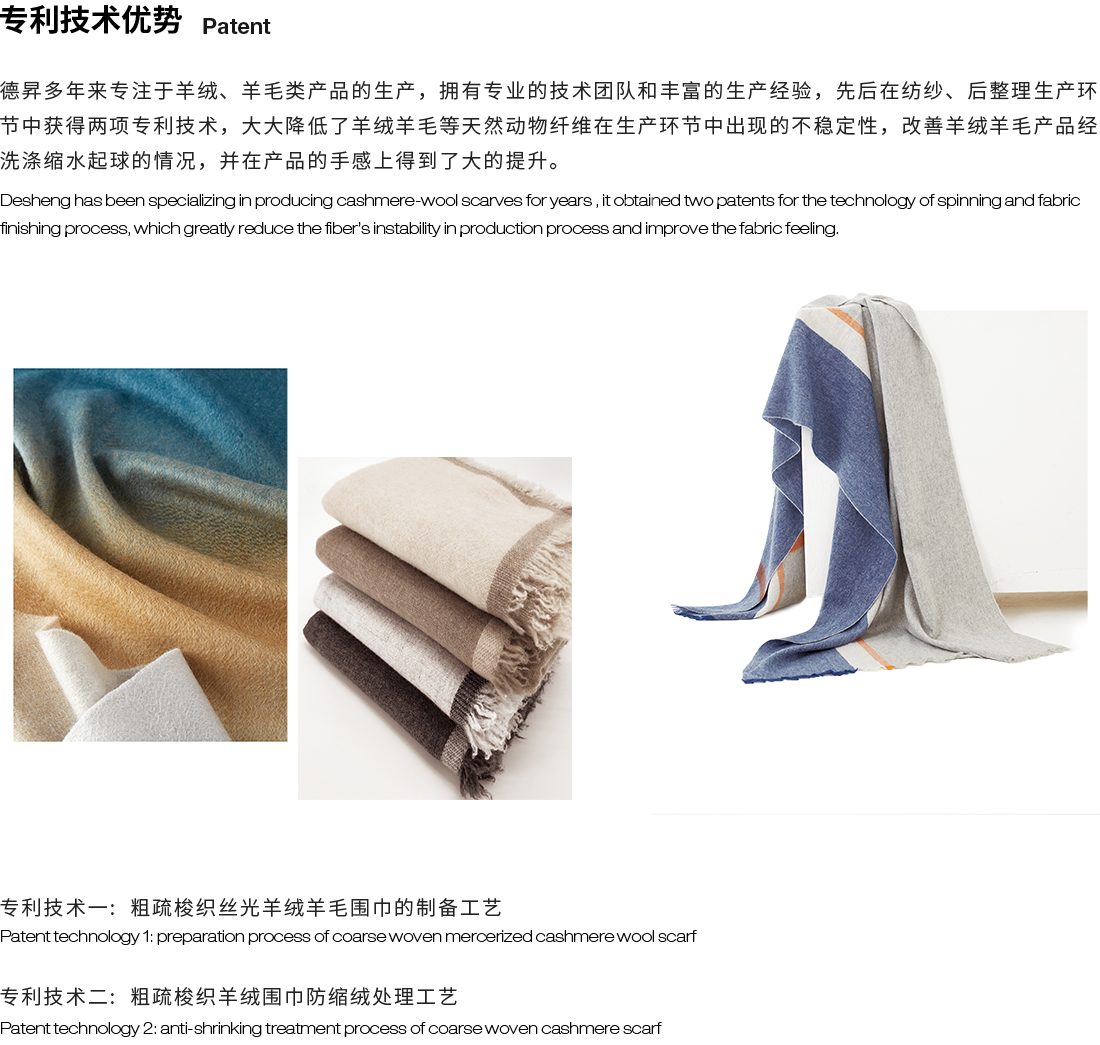 专利技术优势 Patent
德昇多年来专注于羊绒、羊毛类产品的生产，拥有专业的技术团队和丰富的生产经验，先后在纺纱、后整理生产环
节中获得两项专利技术，大大降低了羊绒羊毛等天然动物纤维在生产环节中出现的不稳定性，改善羊绒羊毛产品经
洗涤缩水起球的情况，并在产品的手感上得到了大的提升。
Desheng has been specializing in producing cashmere-wool scarves for years , it obtained two patents for the technology of spinning and fabric
finishing process, which greatly reduce the fiber's instability in production process and improve the fabric feeling.
专利技术一：粗疏梭织丝光羊绒羊毛围巾的制备工艺
Patent technology 1: preparation process of coarse woven mercerized cashmere wool scarf
专利技术二：粗疏梭织羊绒围巾防缩绒处理工艺
Patent technology 2: anti-shrinking treatment process of coarse woven cashmere scarf